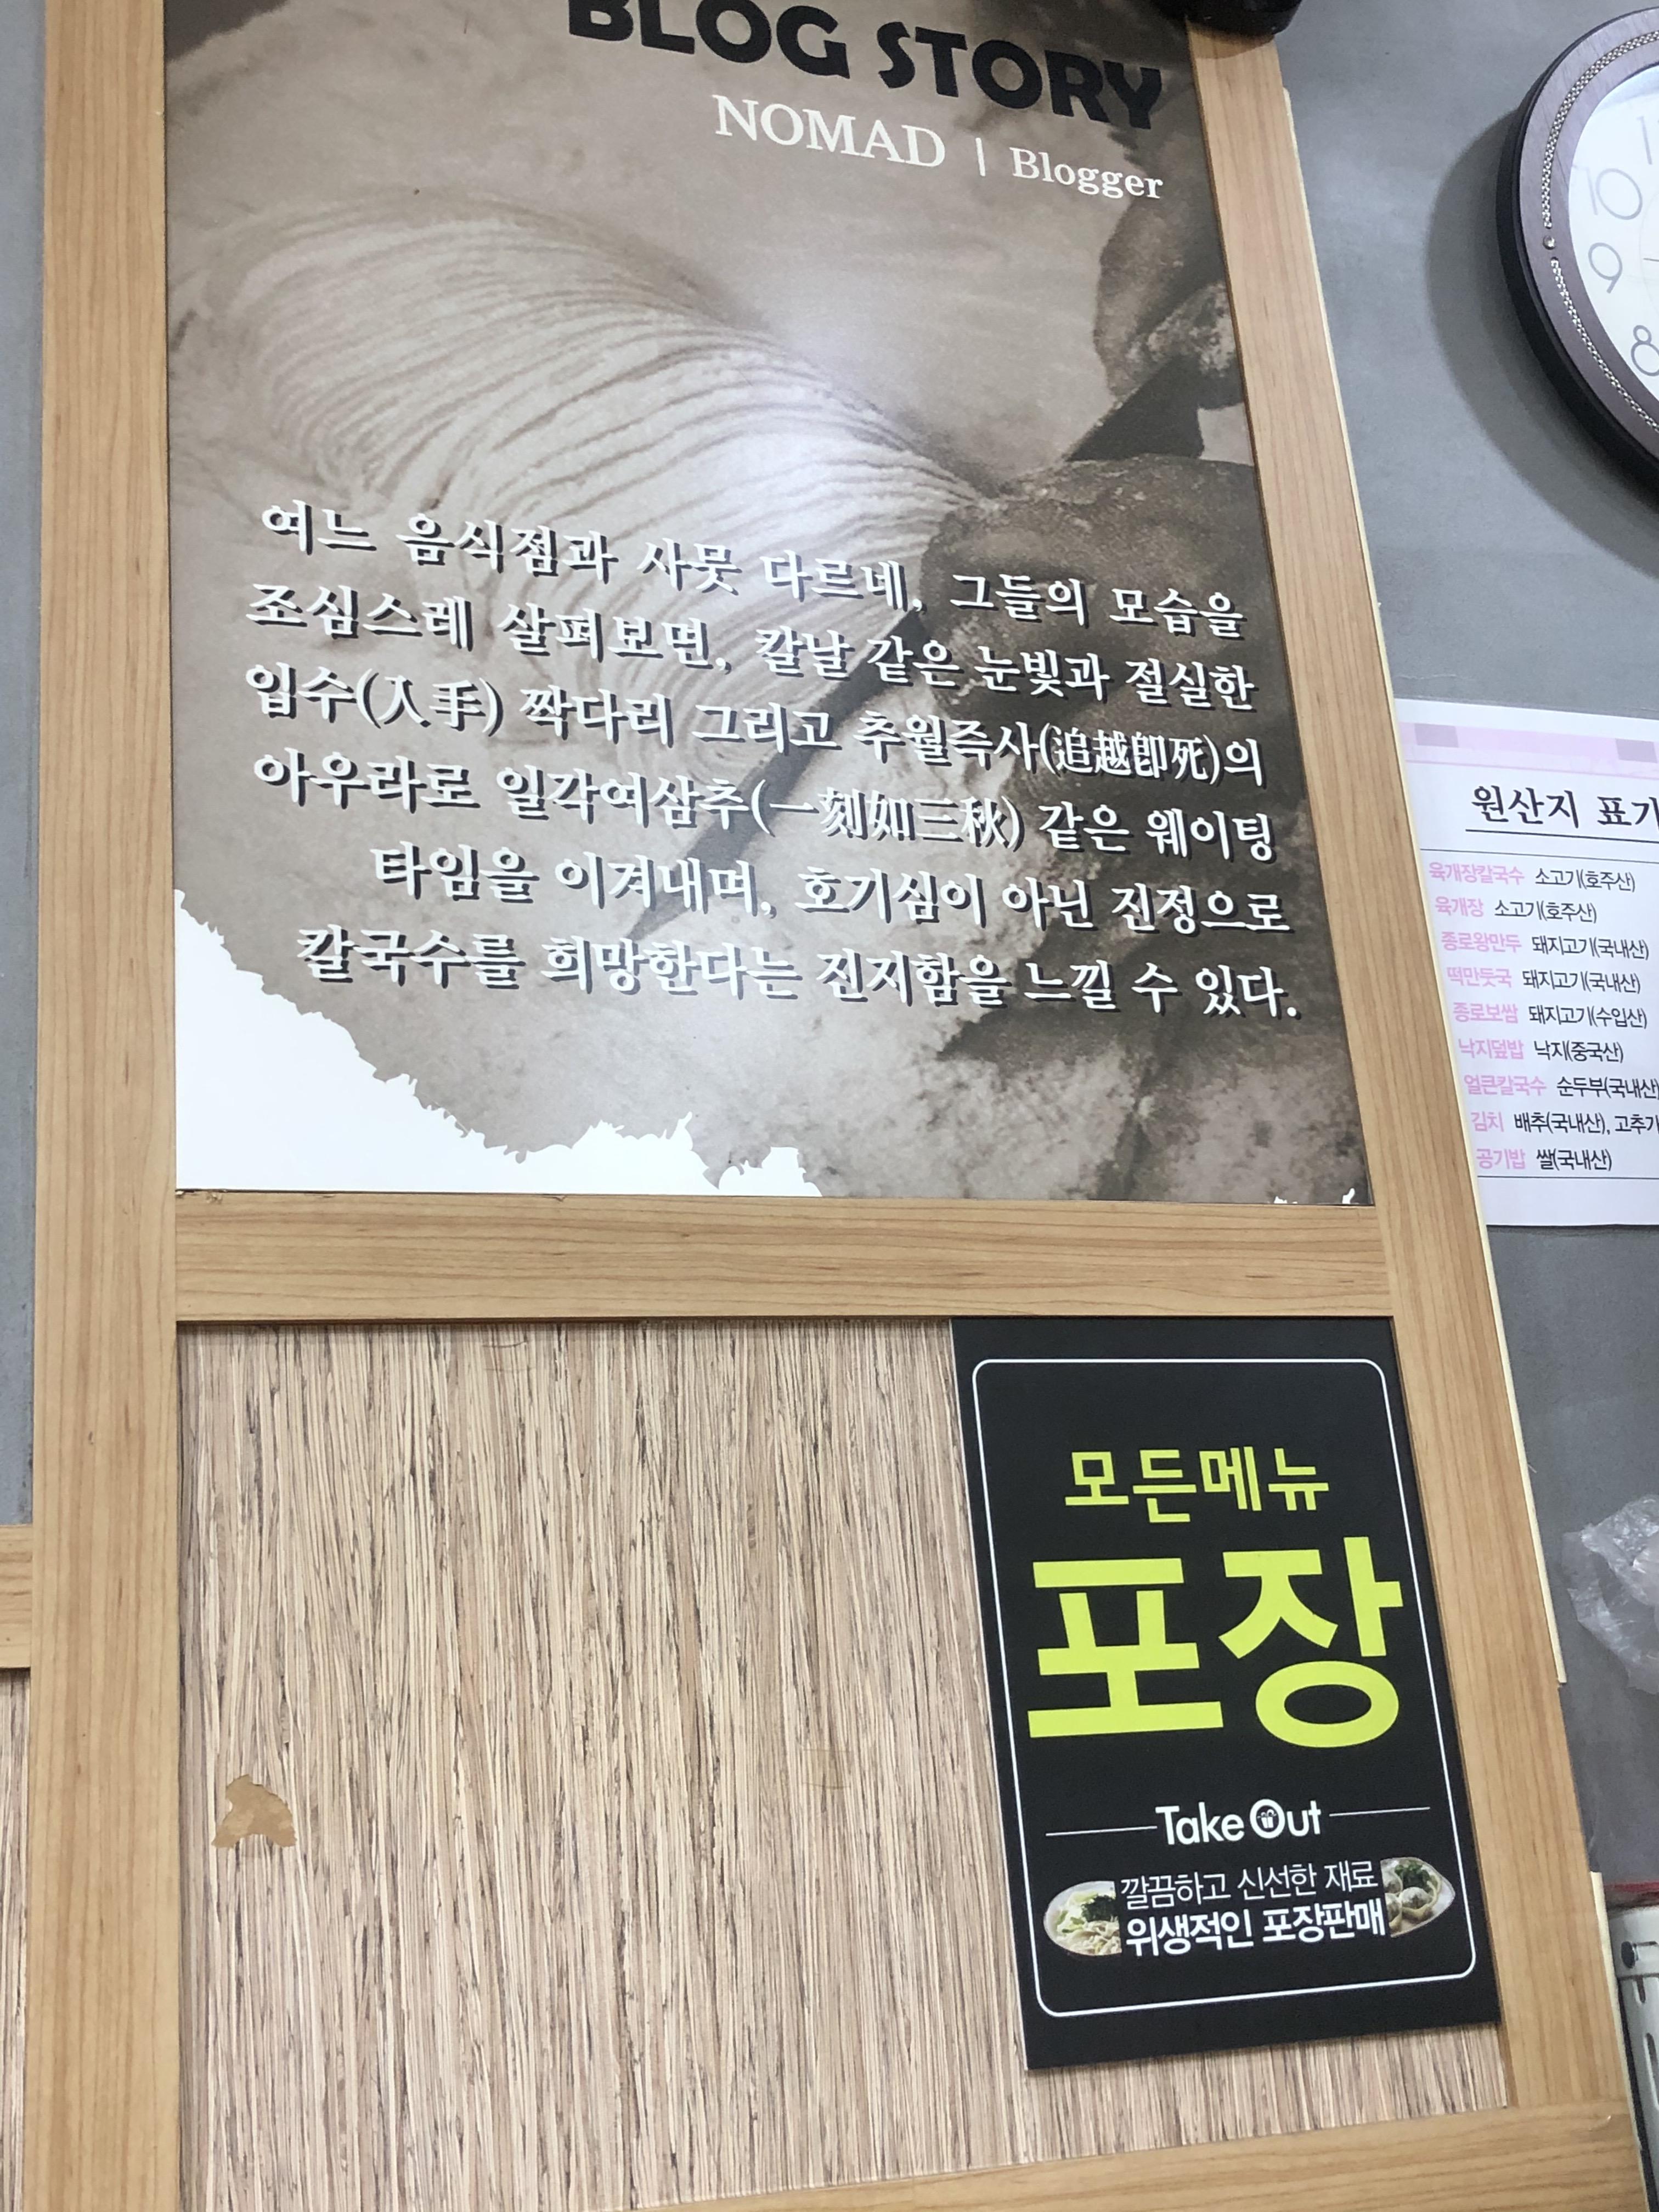 BLOG STORY
NOMAD | Blogger
여느 음식점과 사뭇 다르네, 그들의 모습을
조심스레 살펴보면, 칼날 같은 눈빛과 절실한
입수(入手) 짝다리 그리고 추월즉사(追越卽死)의
아우라로 일각여삼추(一刻如三秋) 같은 웨이팅
타임을 이겨내며, 호기심이 아닌 진정으로
칼국수를 희망한다는 진지함을 느낄 수 있다.
10
9
8
원산지 표기
육개장칼국수 소고기(호주산)
육개장 소고기(호주산)
종로왕만두 돼지고기(국내산)
떡만둣국 돼지고기(국내산)
종로보쌈 돼지고기(수입산)
낙지덮밥 낙지(중국산)
얼큰칼국수 순두부(국내산)
김치 배추(국내산), 고추가
공기밥 쌀(국내산)
모든메뉴
포장
Take Out
깔끔하고 신선한 재료
위생적인 포장판매